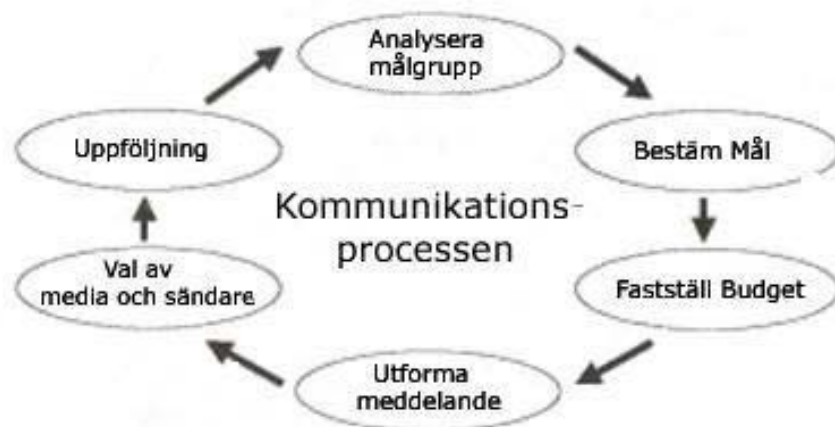 Analysera
målgrupp
Bestäm Mål
Fastställ Budget
Utforma
meddelande
Val av
media och sändare
Uppföljning
Kommunikations-
processen